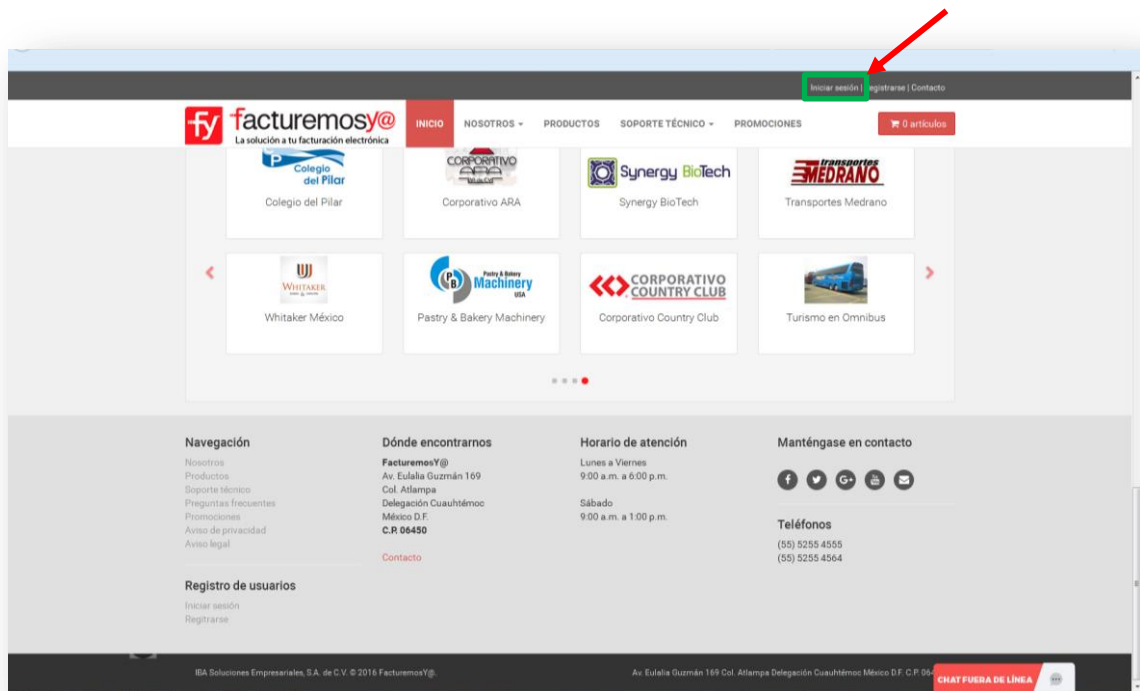 Iniciar sesión | Registrarse | Contacto
fy facturemosy@
La solución a tu facturación electrónica
INICIO NOSOTROS PRODUCTOS SOPORTE TÉCNICO PROMOCIONES
0 artículos
Colegio
del Pilar
CORPORATIVO
ARA
Synergy BioTech
transportes
MEDRANO
Colegio del Pilar
Corporativo ARA
Synergy BioTech
Transportes Medrano
WHITAKER
PB
Pastry & Bakery
Machinery
USA
CORPORATIVO
COUNTRY CLUB
Whitaker México
Pastry & Bakery Machinery
Corporativo Country Club
Turismo en Omnibus
Navegación
Nosotros
Productos
Soporte técnico
Preguntas frecuentes
Promociones
Aviso de privacidad
Aviso legal
Registro de usuarios
Iniciar sesión
Regitrarse
Dónde encontrarnos
FacturemosY@
Av. Eulalia Guzmán 169
Col. Atlampa
Delegación Cuauhtémoc
México D.F.
C.P. 06450
Contacto
Horario de atención
Lunes a Viernes
9:00 a.m. a 6:00 p.m.
Sábado
9:00 a.m. a 1:00 p.m.
Manténgase en contacto
Teléfonos
(55) 5255 4555
(55) 5255 4564
IBA Soluciones Empresariales, S.A. de C.V. © 2016 FacturemosY@.
Av. Eulalia Guzmán 169 Col. Atlampa Delegación Cuauhtémoc México D.F. C.P. 064
CHAT FUERA DE LÍNEA